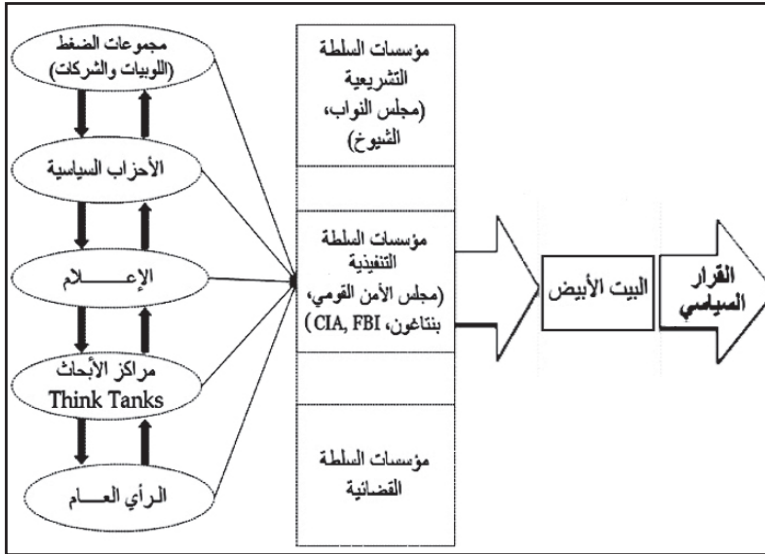 مجموعات الضغط
(اللوبيات والشركات)
الأحزاب السياسية
الإعـــــلام
مراكز الأبحاث
Think Tanks
الرأي العـــام
مؤسسات السلطة
التشريعية
(مجلس النواب،
الشيوخ)
مؤسسات السلطة
التنفيذية
(مجلس الأمن القومي،
بنتاغون، CIA, FBI)
مؤسسات السلطة
القضائية
البيت الأبيض
القرار
السياسي